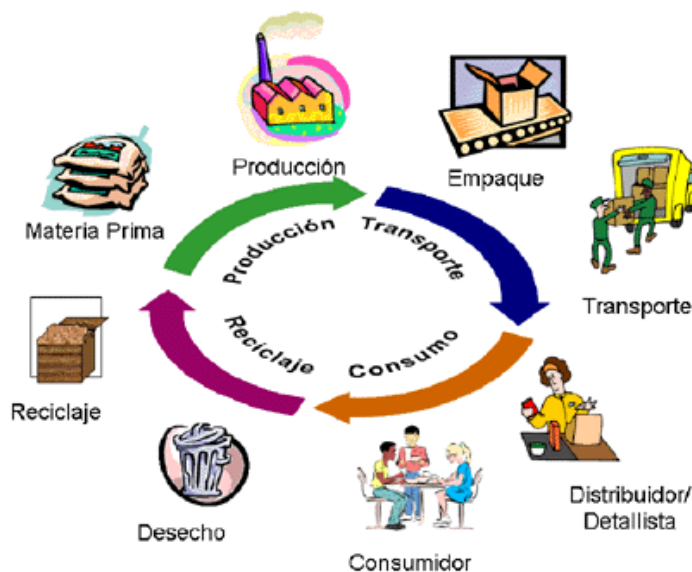 Producción
Empaque
Materia Prima
Producción
Transporte
Transporte
Reciclaje
Consumo
Reciclaje
Distribuidor/
Detallista
Desecho
Consumidor